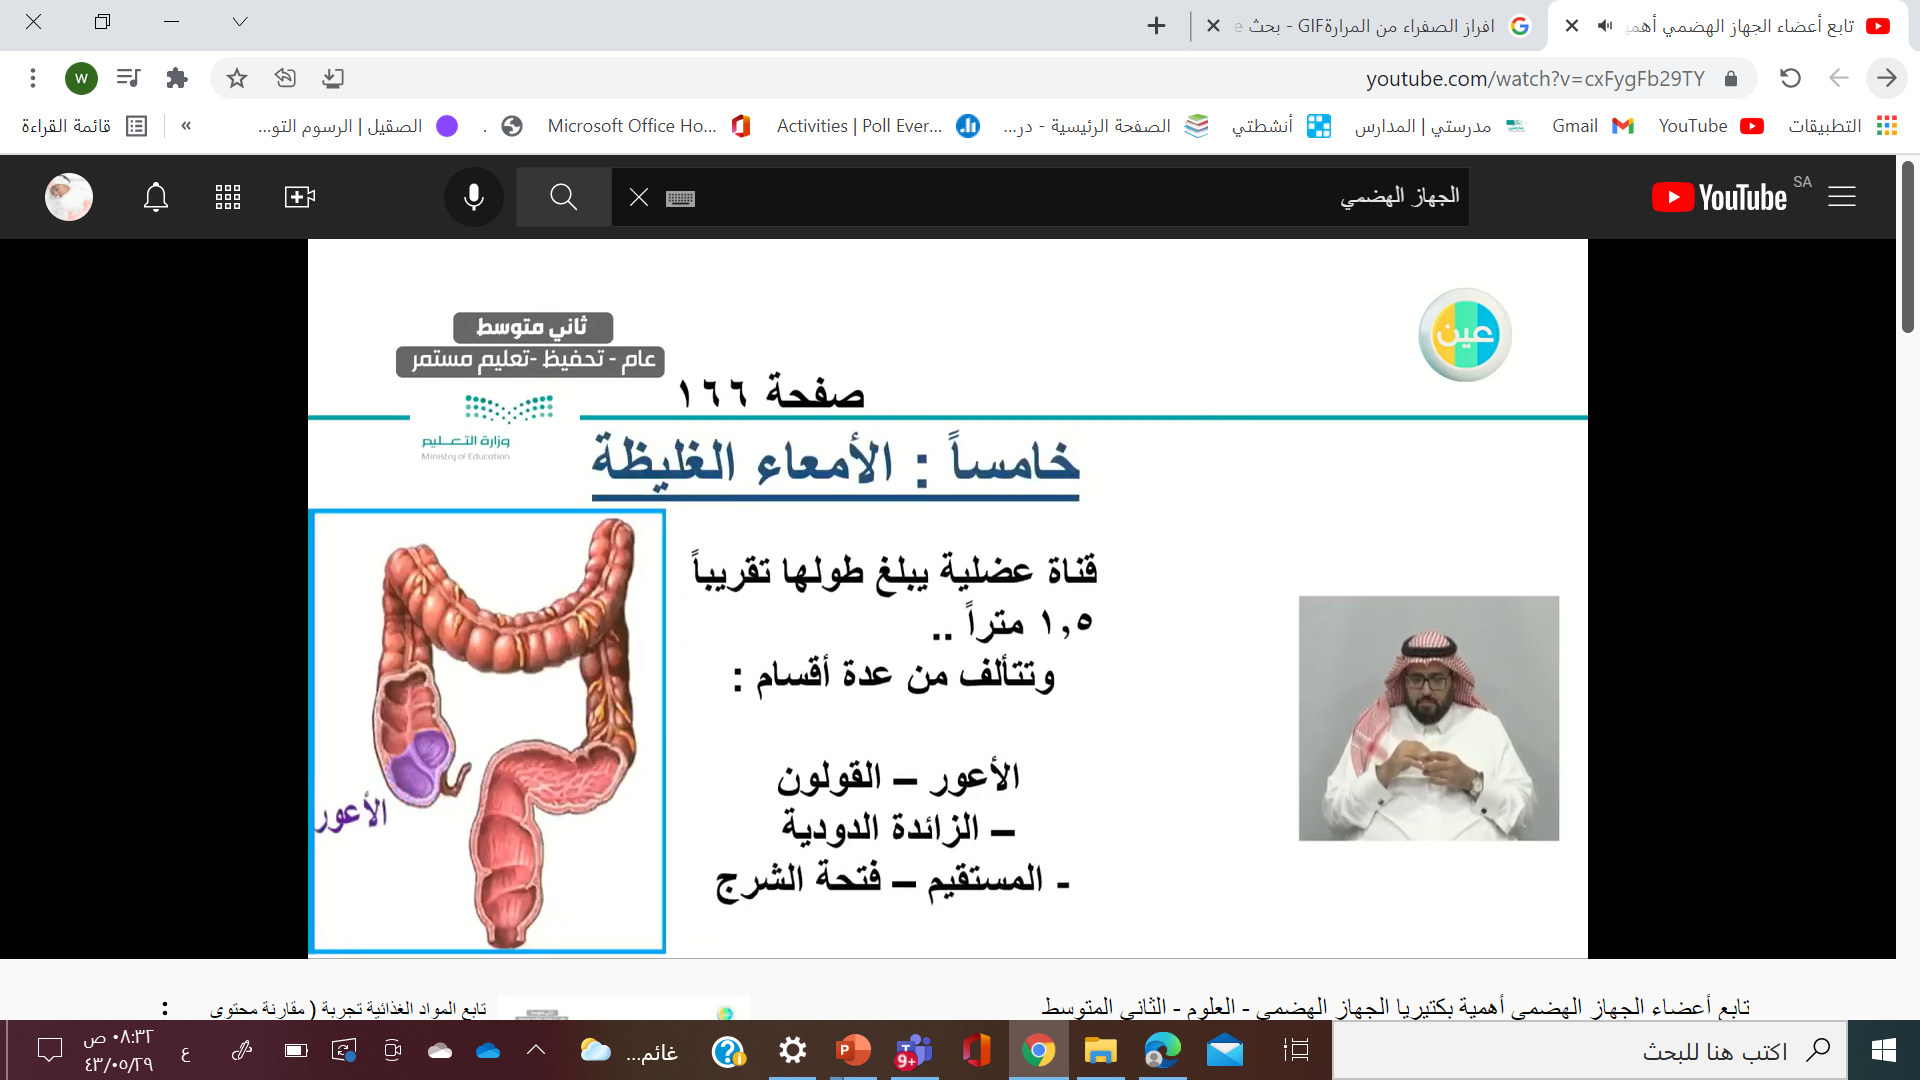 تابع أعضاء الجهاز الهضمي أهمي
افراز الصفراء من المرارةGIF - بحث
youtube.com/watch?v=cxFygFb29TY
W
التطبيقات
YouTube
Gmail
مدرستي | المدارس
أنشطتي
الصفحة الرئيسية - در...
Activities | Poll Ever...
Microsoft Office Ho...
.
الصقيل | الرسوم التو...
»
قائمة القراءة
YouTube SA
الجهاز الهضمي
عين
ثاني متوسط
عام - تحفيظ -تعليم مستمر
صفحة ١٦٦
وزارة التعليم
Ministry of Education
خامساً : الأمعاء الغليظة
قناة عضلية يبلغ طولها تقريباً
١,٥ متراً ..
وتتألف من عدة أقسام :
الأعور – القولون
– الزائدة الدودية
- المستقيم – فتحة الشرج
الأعور
تابع أعضاء الجهاز الهضمي أهمية بكتيريا الجهاز الهضمي - العلوم - الثاني المتوسط
تابع المواد الغذائية تجربة ( مقارنة محتوى
اكتب هنا للبحث
9+
غائم...
ع
٠٨:٣٢ ص
٤٣/٠٥/٢٩